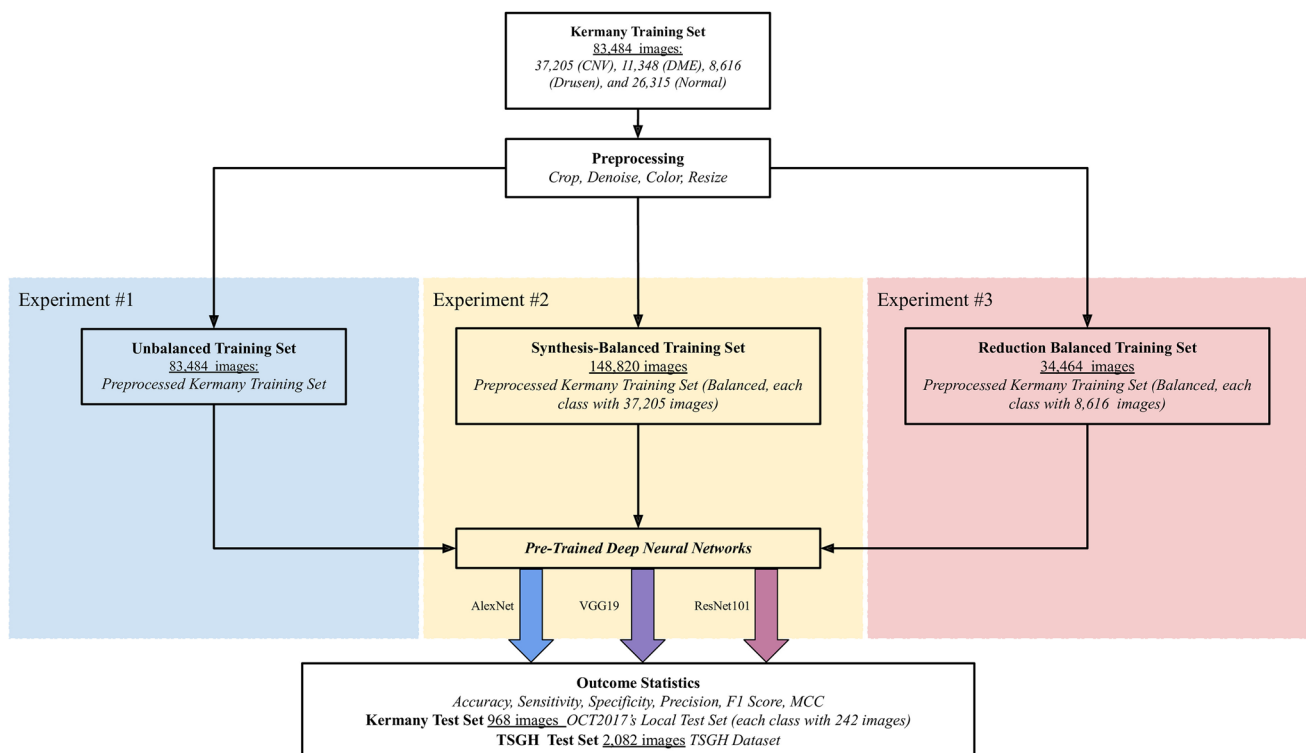 Kermany Training Set
83,484 images:
37,205 (CNV), 11,348 (DME), 8,616
(Drusen), and 26,315 (Normal)
Preprocessing
Crop, Denoise, Color, Resize
Experiment #1
Experiment #2
Experiment #3
Unbalanced Training Set
83,484 images:
Preprocessed Kermany Training Set
Synthesis-Balanced Training Set
148,820 images
Preprocessed Kermany Training Set (Balanced, each
class with 37,205 images)
Reduction Balanced Training Set
34,464 images
Preprocessed Kermany Training Set (Balanced, each
class with 8,616 images)
Pre-Trained Deep Neural Networks
AlexNet
VGG19
ResNet101
Outcome Statistics
Accuracy, Sensitivity, Specificity, Precision, F1 Score, MCC
Kermany Test Set 968 images OCT2017's Local Test Set (each class with 242 images)
TSGH Test Set 2,082 images TSGH Dataset